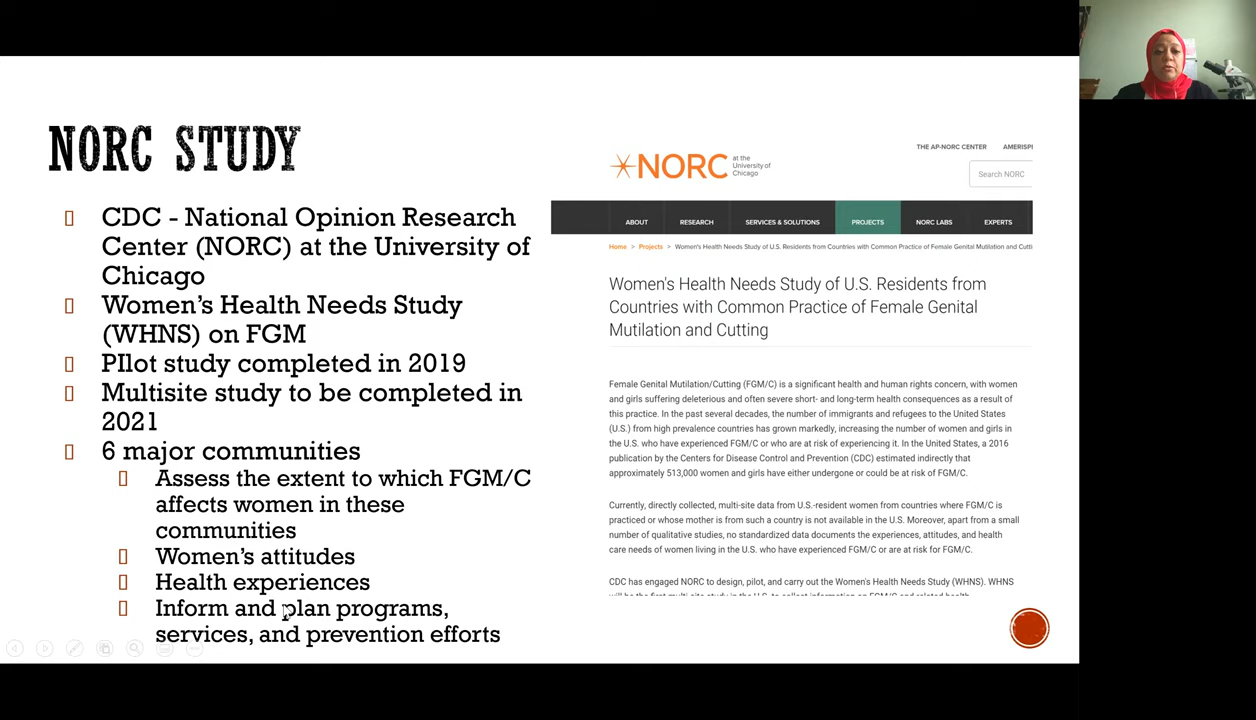 NORC STUDY
CDC - National Opinion Research
Center (NORC) at the University of
Chicago
Women's Health Needs Study
(WHNS) on FGM
PIlot study completed in 2019
Multisite study to be completed in
2021
6 major communities
Assess the extent to which FGM/C
affects women in these
communities
Women's attitudes
Health experiences
Inform and plan programs,
services, and prevention efforts
THE AP-NORC CENTER AMERISP
NORC at the
University of
Chicago
Search NORC
ABOUT RESEARCH SERVICES & SOLUTIONS PROJECTS NORC LABS EXPERTS
Home > Projects > Women's Health Needs Study of U.S. Residents from Countries with Common Practice of Female Genital Mutilation and Cutti
Women's Health Needs Study of U.S. Residents from
Countries with Common Practice of Female Genital
Mutilation and Cutting
Female Genital Mutilation/Cutting (FGM/C) is a significant health and human rights concern, with women
and girls suffering deleterious and often severe short- and long-term health consequences as a result of
this practice. In the past several decades, the number of immigrants and refugees to the United States
(U.S.) from high prevalence countries has grown markedly, increasing the number of women and girls in
the U.S. who have experienced FGM/C or who are at risk of experiencing it. In the United States, a 2016
publication by the Centers for Disease Control and Prevention (CDC) estimated indirectly that
approximately 513,000 women and girls have either undergone or could be at risk of FGM/C.
Currently, directly collected, multi-site data from U.S.-resident women from countries where FGM/C is
practiced or whose mother is from such a country is not available in the U.S. Moreover, apart from a small
number of qualitative studies, no standardized data documents the experiences, attitudes, and health
care needs of women living in the U.S. who have experienced FGM/C or are at risk for FGM/C.
CDC has engaged NORC to design, pilot, and carry out the Women's Health Needs Study (WHNS). WHNS